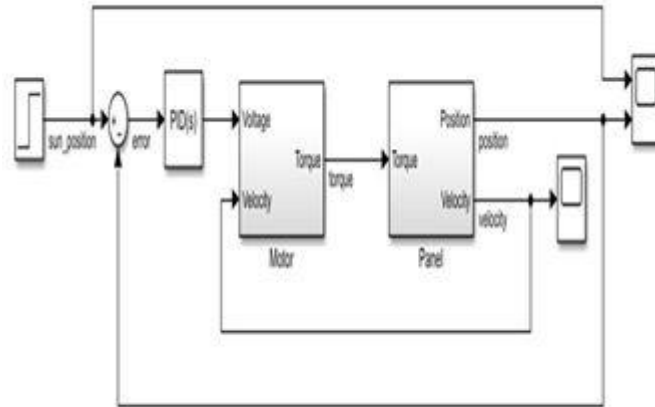 sun_position
+
-
error
PID(s)
Voltage
Velocity
Torque
Motor
torque
Torque
Position
Velocity
Panel
position
velocity